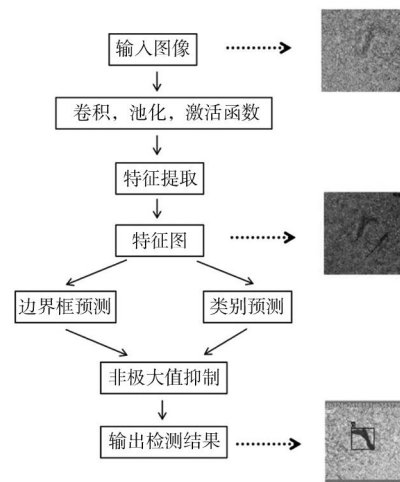 输入图像
卷积，池化，激活函数
特征提取
特征图
边界框预测
类别预测
非极大值抑制
输出检测结果